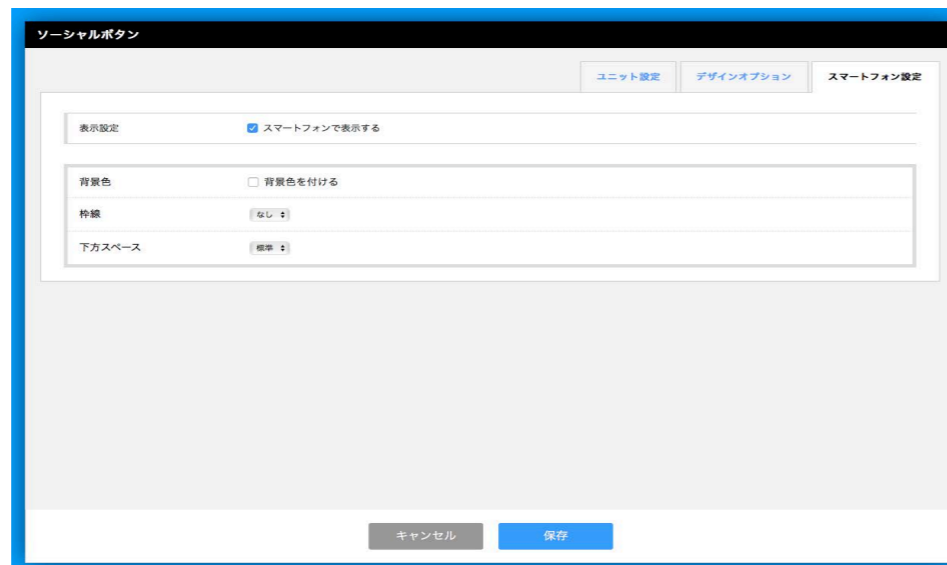 ソーシャルボタン
ユニット設定 デザインオプション スマートフォン設定
表示設定 スマートフォンで表示する
背景色 背景色を付ける
枠線 なし
下方スペース 標準
キャンセル 保存